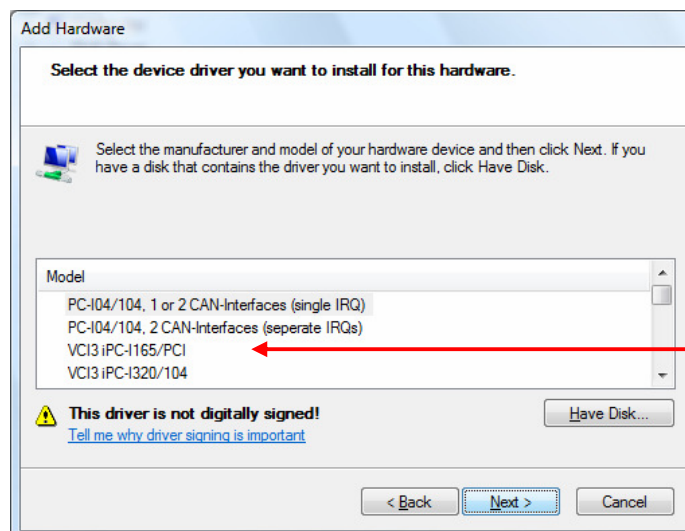 Add Hardware
Select the device driver you want to install for this hardware.
Select the manufacturer and model of your hardware device and then click Next. If you
have a disk that contains the driver you want to install, click Have Disk.
Model
PC-I04/104, 1 or 2 CAN-Interfaces (single IRQ)
PC-I04/104, 2 CAN-Interfaces (seperate IRQs)
VCI3 iPC-I165/PCI
VCI3 iPC-I320/104
This driver is not digitally signed!
Have Disk...
Tell me why driver signing is important
< Back
Next >
Cancel